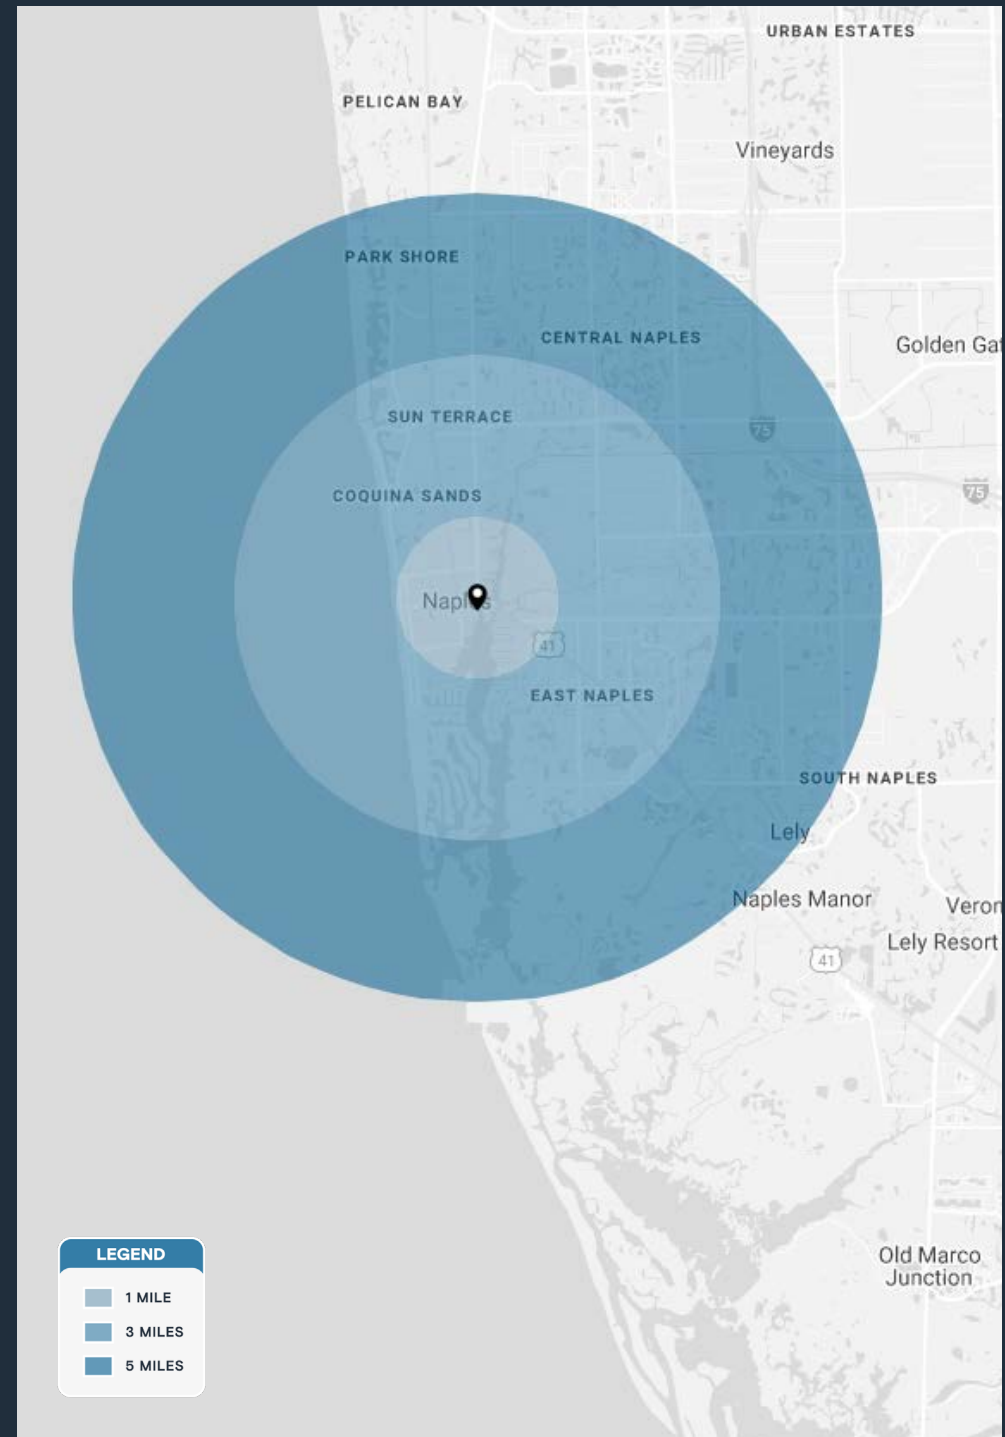 URBAN ESTATES
PELICAN BAY
Vineyards
PARK SHORE
CENTRAL NAPLES
Golden Gat
SUN TERRACE
75
COQUINA SANDS
75
Naples
41
EAST NAPLES
SOUTH NAPLES
Lely
Naples Manor
Veron
Lely Resort
41
Old Marco
Junction
LEGEND
1 MILE
3 MILES
5 MILES